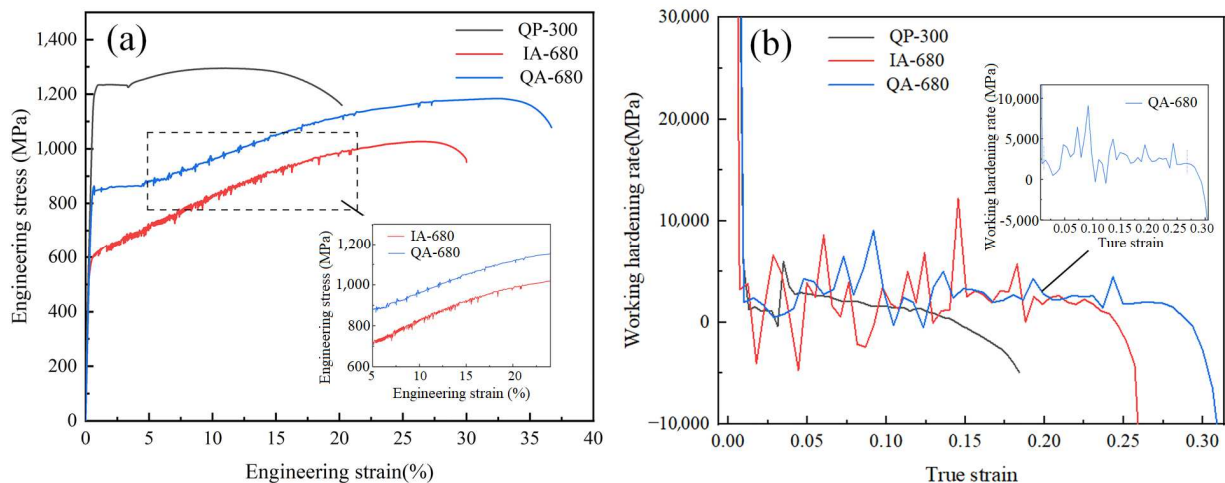 (a)
QP-300
IA-680
QA-680
1,400
1,200
1,000
800
600
400
200
0
Engineering stress (MPa)
0 5 10 15 20 25 30 35 40
Engineering strain(%)
IA-680
QA-680
1,200
1,000
800
600
Engineering stress (MPa)
5 10 15 20
Engineering strain (%)
(b)
QP-300
IA-680
QA-680
30,000
20,000
10,000
0
−10,000
Working hardening rate(MPa)
0.00 0.05 0.10 0.15 0.20 0.25 0.30
True strain
QA-680
10,000
5,000
0
-5,000
Working hardening rate (MPa)
0.05 0.10 0.15 0.20 0.25 0.30
Ture strain